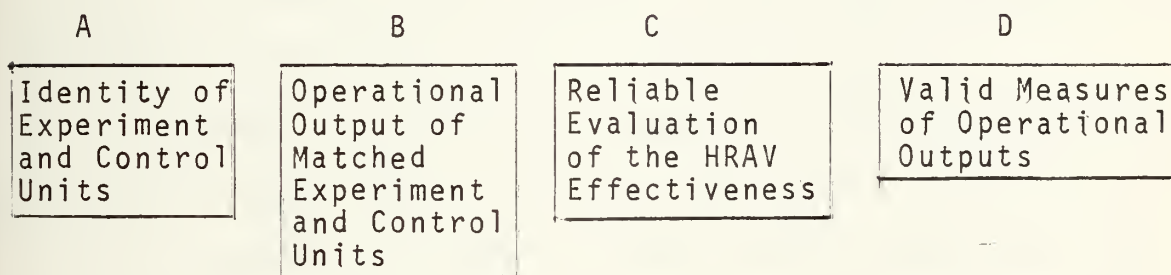 A B C D
Identity of
Experiment
and Control
Units
Operational
Output of
Matched
Experiment
and Control
Units
Reliable
Evaluation
of the HRAV
Effectiveness
Valid Measures
of Operational
Outputs